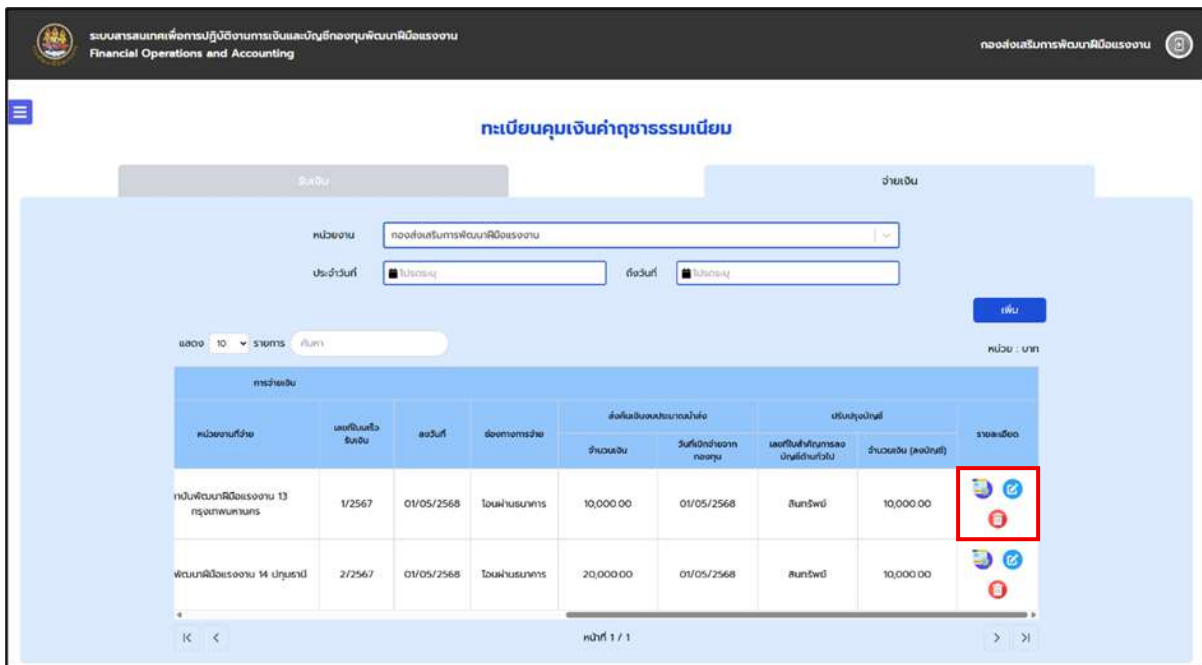 ระบบสารสนเทศเพื่อการปฏิบัติงานการเงินและบัญชีกองทุนพัฒนาฝีมือแรงงาน
Financial Operations and Accounting
กองส่งเสริมการพัฒนาฝีมือแรงงาน
ทะเบียนคุมเงินค่าฤชาธรรมเนียม
รับเงิน
จ่ายเงิน
หน่วยงาน
กองส่งเสริมการพัฒนาฝีมือแรงงาน
ประจำวันที่
โปรดระบุ
ถึงวันที่
โปรดระบุ
เพิ่ม
แสดง 10 รายการ
ค้นหา
หน่วย : บาท
การจ่ายเงิน
หน่วยงานที่จ่าย
เลขที่ใบเสร็จ
รับเงิน
ลงวันที่
ช่องทางการจ่าย
ส่งคืนเงินงบประมาณนำส่ง
จำนวนเงิน
วันที่เบิกจ่ายจาก
กองทุน
ปรับปรุงบัญชี
เลขที่ใบสำคัญการลง
บัญชีด้านทั่วไป
จำนวนเงิน (ลงบัญชี)
รายละเอียด
าบันพัฒนาฝีมือแรงงาน 13
กรุงเทพมหานคร
1/2567
01/05/2568
โอนผ่านธนาคาร
10,000.00
01/05/2568
สินทรัพย์
10,000.00
พัฒนาฝีมือแรงงาน 14 ปทุมธานี
2/2567
01/05/2568
โอนผ่านธนาคาร
20,000.00
01/05/2568
สินทรัพย์
10,000.00
หน้าที่ 1 / 1